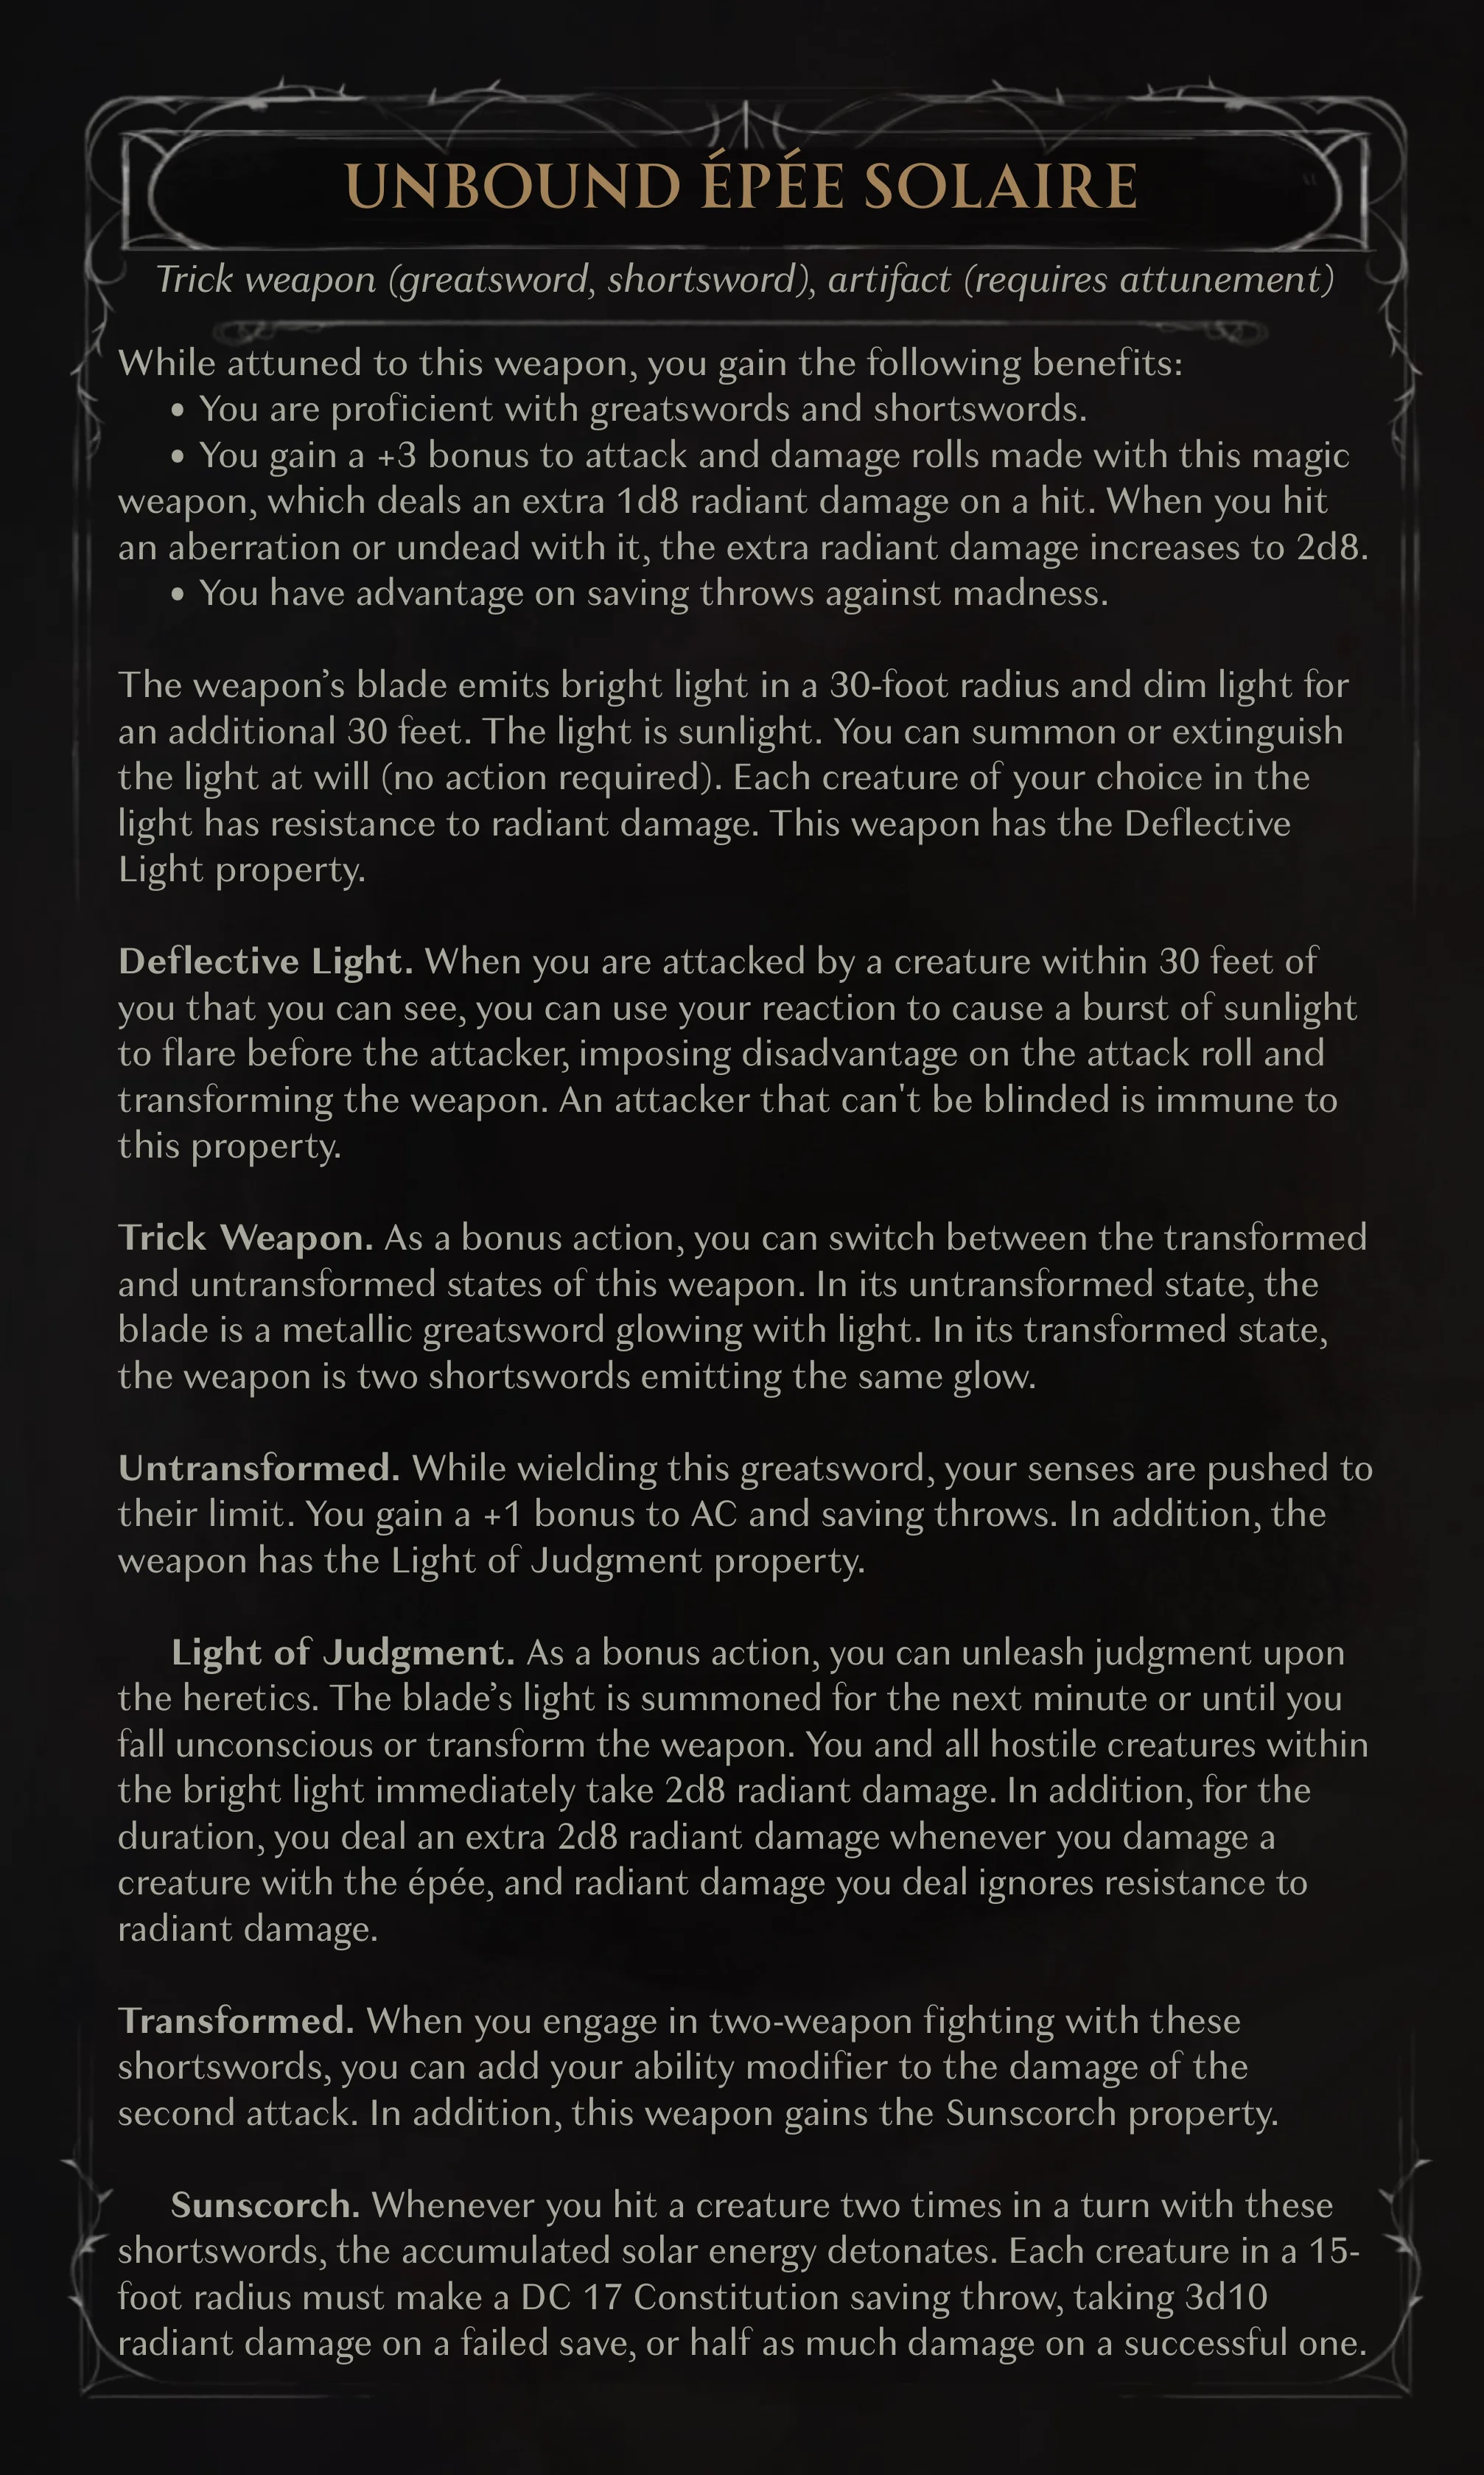 UNBOUND ÉPÉE SOLAIRE
Trick weapon (greatsword, shortsword), artifact (requires attunement)
While attuned to this weapon, you gain the following benefits:
• You are proficient with greatswords and shortswords.
• You gain a +3 bonus to attack and damage rolls made with this magic
weapon, which deals an extra 1d8 radiant damage on a hit. When you hit
an aberration or undead with it, the extra radiant damage increases to 2d8.
• You have advantage on saving throws against madness.
The weapon’s blade emits bright light in a 30-foot radius and dim light for
an additional 30 feet. The light is sunlight. You can summon or extinguish
the light at will (no action required). Each creature of your choice in the
light has resistance to radiant damage. This weapon has the Deflective
Light property.
Deflective Light. When you are attacked by a creature within 30 feet of
you that you can see, you can use your reaction to cause a burst of sunlight
to flare before the attacker, imposing disadvantage on the attack roll and
transforming the weapon. An attacker that can't be blinded is immune to
this property.
Trick Weapon. As a bonus action, you can switch between the transformed
and untransformed states of this weapon. In its untransformed state, the
blade is a metallic greatsword glowing with light. In its transformed state,
the weapon is two shortswords emitting the same glow.
Untransformed. While wielding this greatsword, your senses are pushed to
their limit. You gain a +1 bonus to AC and saving throws. In addition, the
weapon has the Light of Judgment property.
Light of Judgment. As a bonus action, you can unleash judgment upon
the heretics. The blade’s light is summoned for the next minute or until you
fall unconscious or transform the weapon. You and all hostile creatures within
the bright light immediately take 2d8 radiant damage. In addition, for the
duration, you deal an extra 2d8 radiant damage whenever you damage a
creature with the épée, and radiant damage you deal ignores resistance to
radiant damage.
Transformed. When you engage in two-weapon fighting with these
shortswords, you can add your ability modifier to the damage of the
second attack. In addition, this weapon gains the Sunscorch property.
Sunscorch. Whenever you hit a creature two times in a turn with these
shortswords, the accumulated solar energy detonates. Each creature in a 15-
foot radius must make a DC 17 Constitution saving throw, taking 3d10
radiant damage on a failed save, or half as much damage on a successful one.